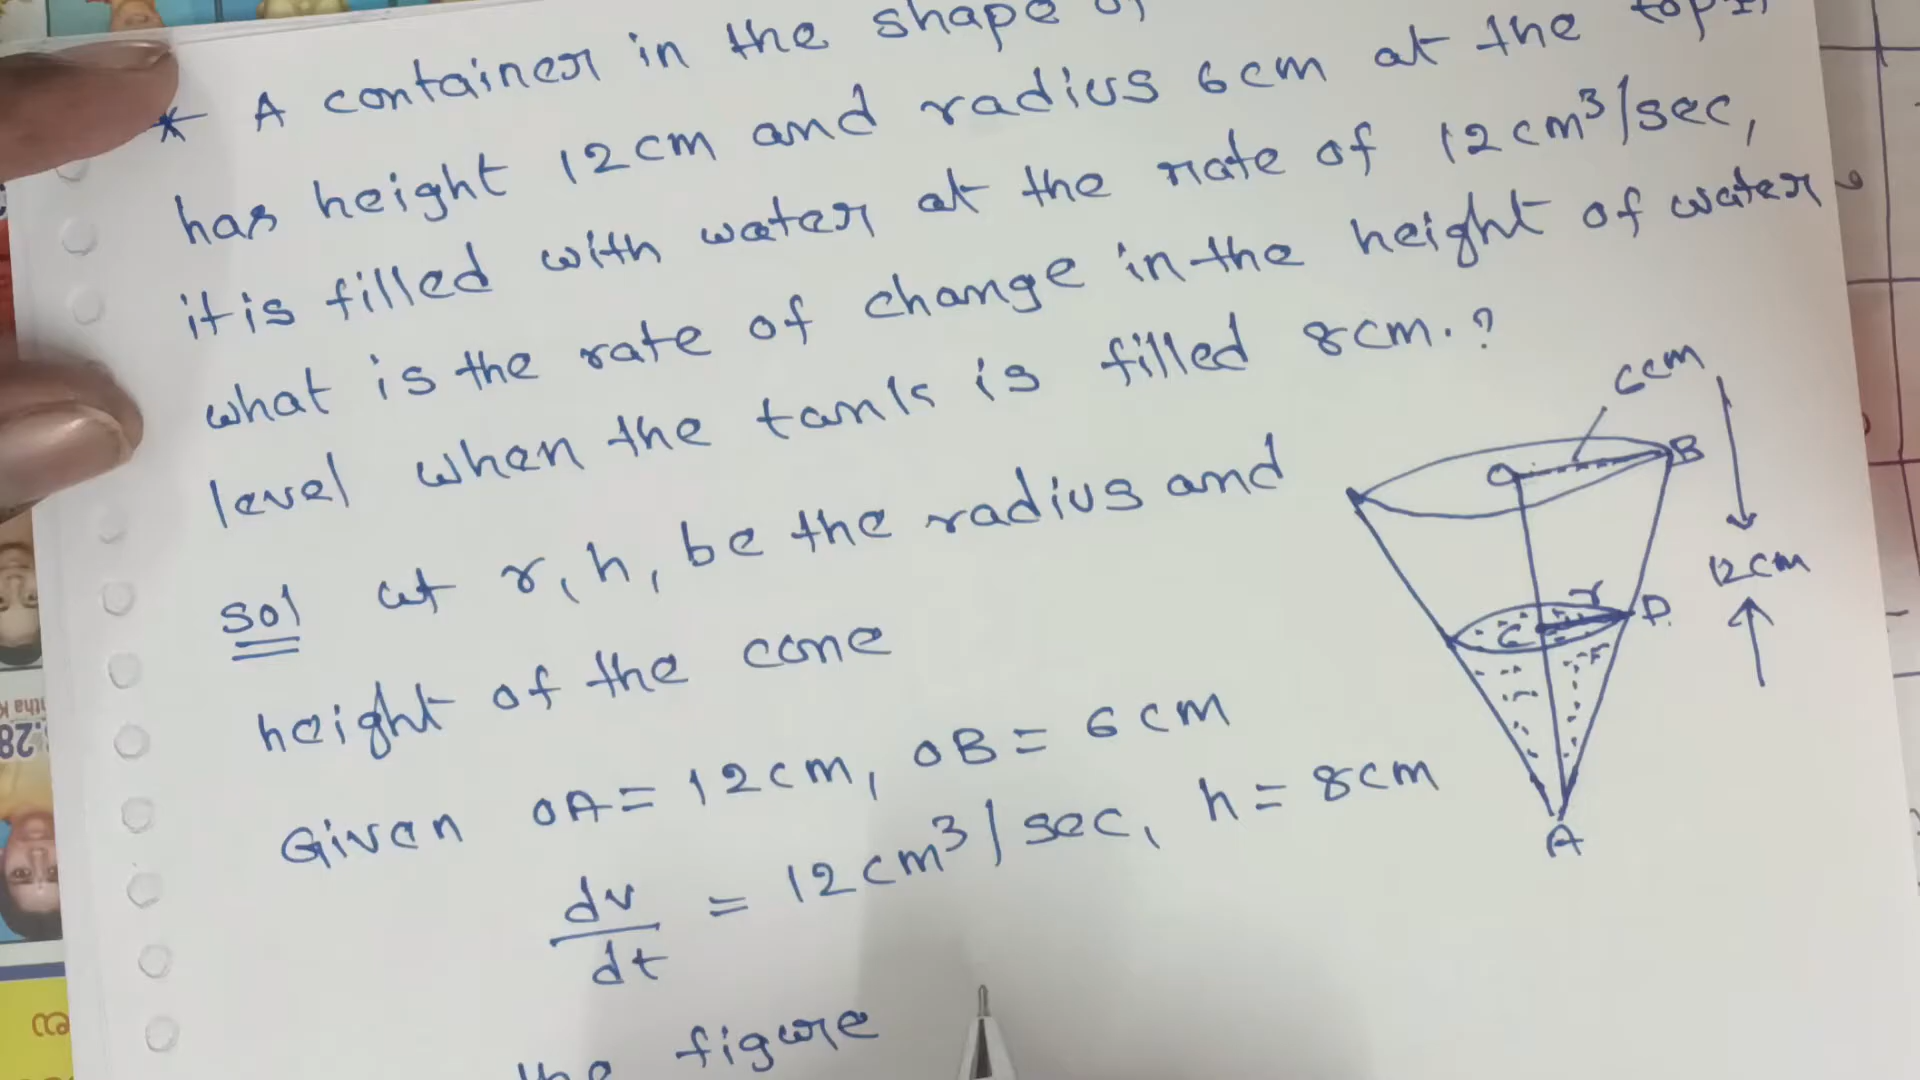 * A container in the shape
has height 12cm and radius 6cm at the top
it is filled with water at the rate of 12cm³/sec,
what is the rate of change in the height of water
level when the tank is filled 8cm.?
Sol let r, h, be the radius and
height of the cone
Given OA = 12cm, OB = 6cm
dv/dt = 12cm³/sec, h = 8cm
the figure
6cm
O B
12cm
r
C D
A
28